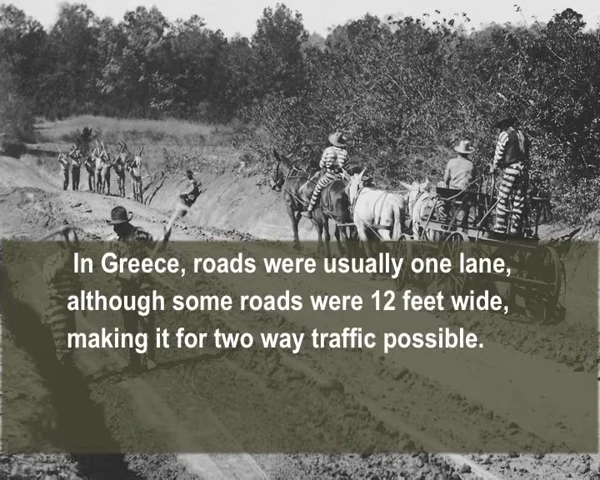 In Greece, roads were usually one lane,
although some roads were 12 feet wide,
making it for two way traffic possible.